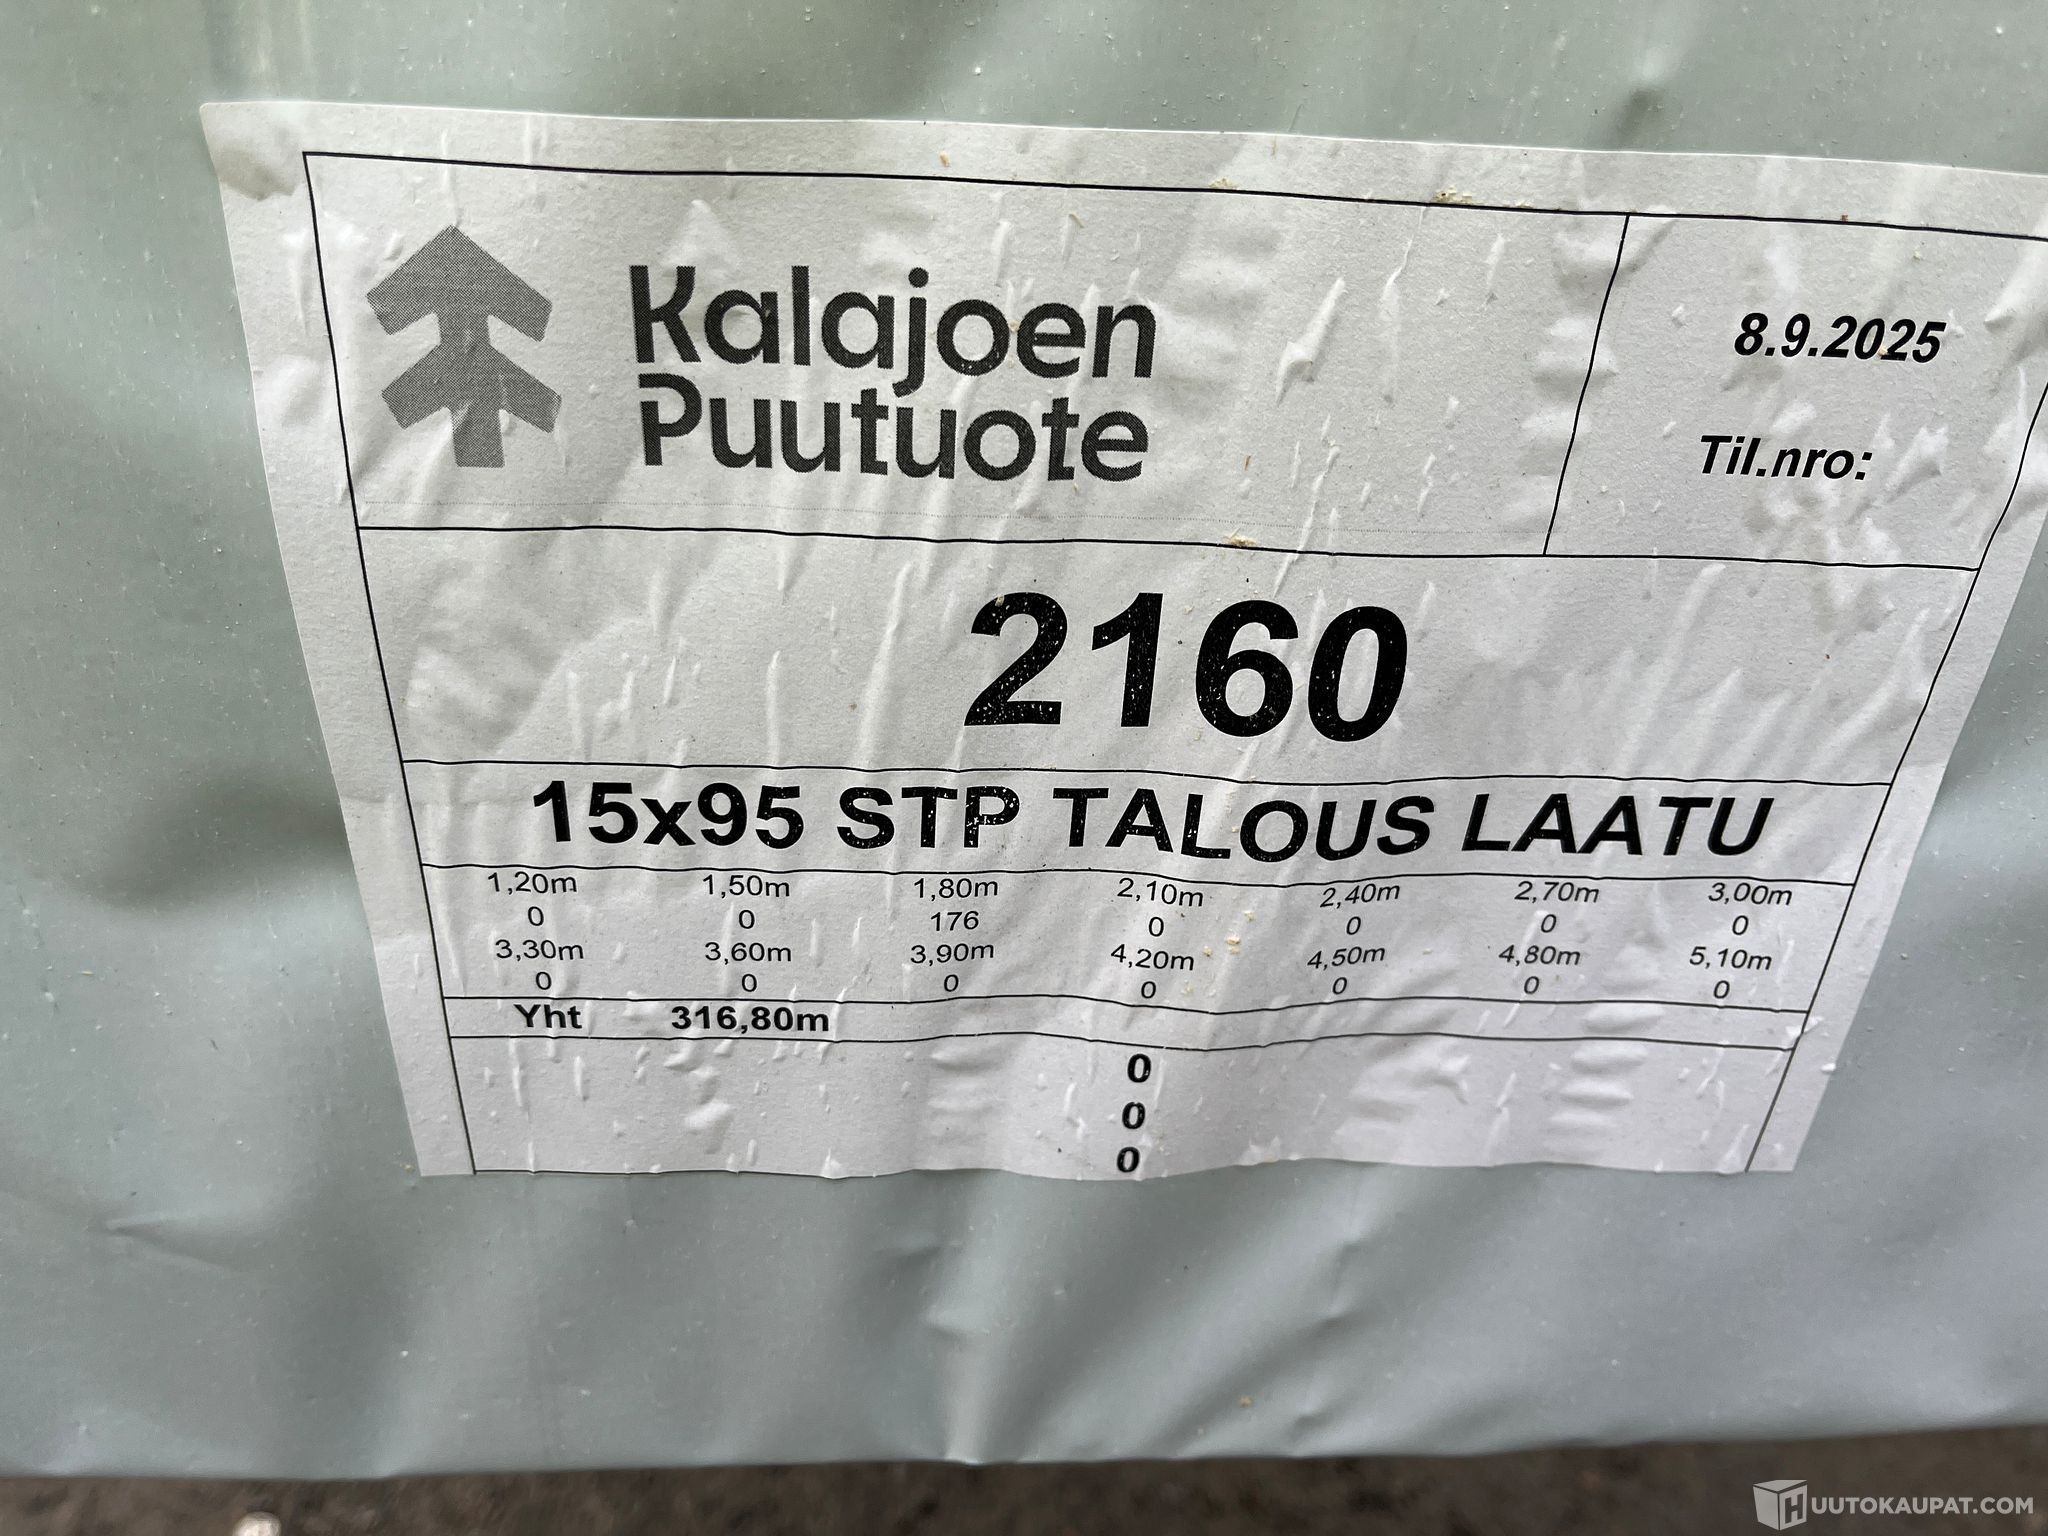 Kalajoen
Puutuote
8.9.2025
Til.nro:
2160
15x95 STP TALOUS LAATU
1,20m 1,50m 1,80m 2,10m 2,40m 2,70m 3,00m
0 0 176 0 0 0 0
3,30m 3,60m 3,90m 4,20m 4,50m 4,80m 5,10m
0 0 0 0 0 0 0
Yht 316,80m
0
0
0
HUUTOKAUPAT.COM